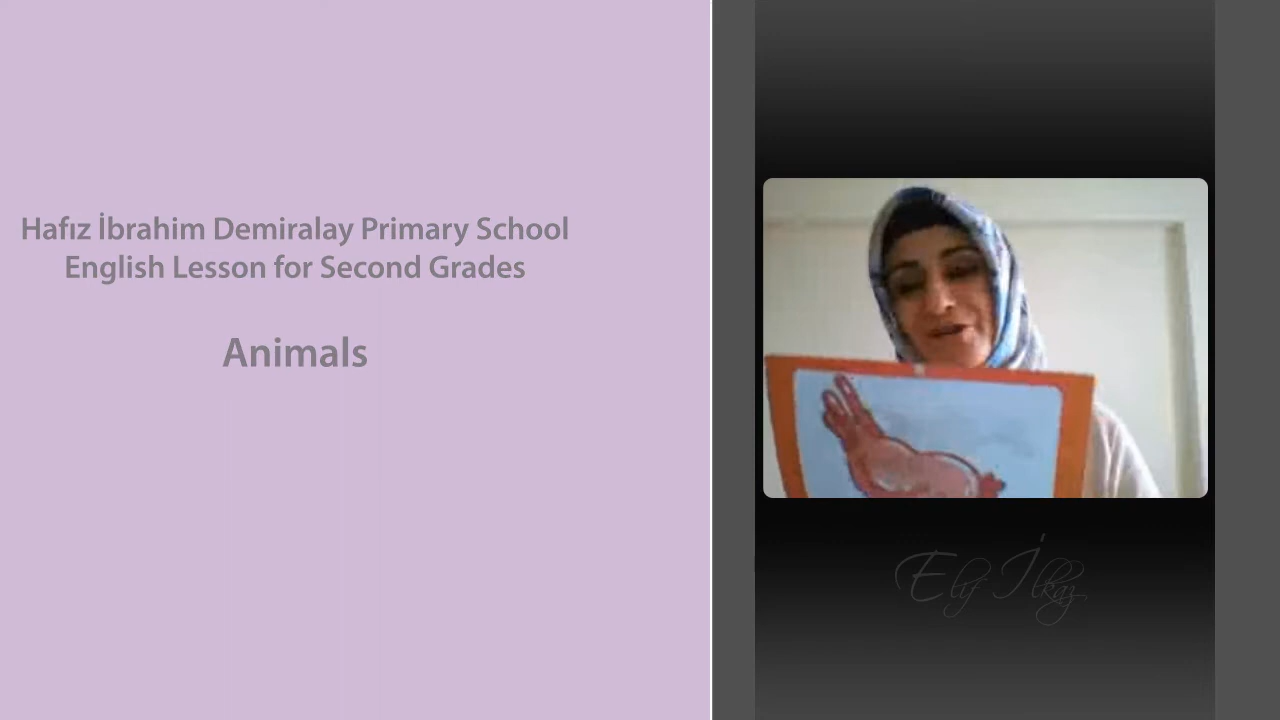 Hafız İbrahim Demiralay Primary School
English Lesson for Second Grades
Animals
Elif İlkaz